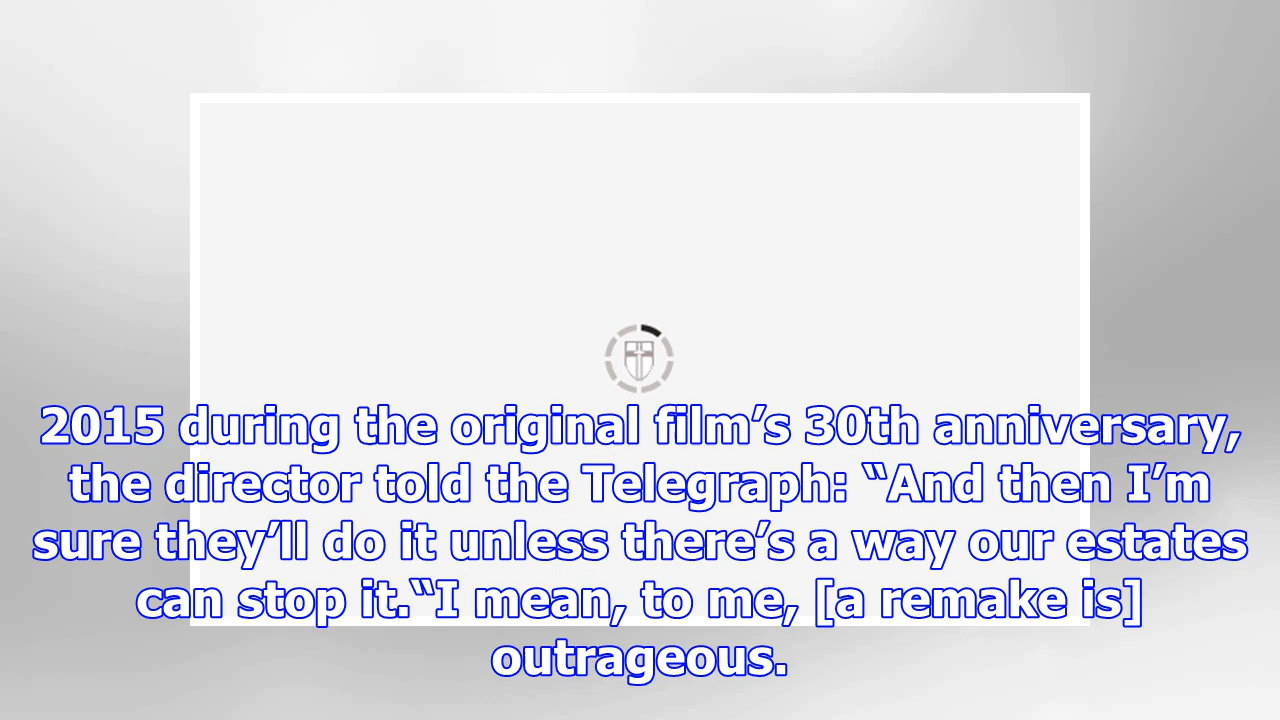 2015 during the original film’s 30th anniversary,
the director told the Telegraph: “And then I’m
sure they’ll do it unless there’s a way our estates
can stop it.“I mean, to me, [a remake is]
outrageous.